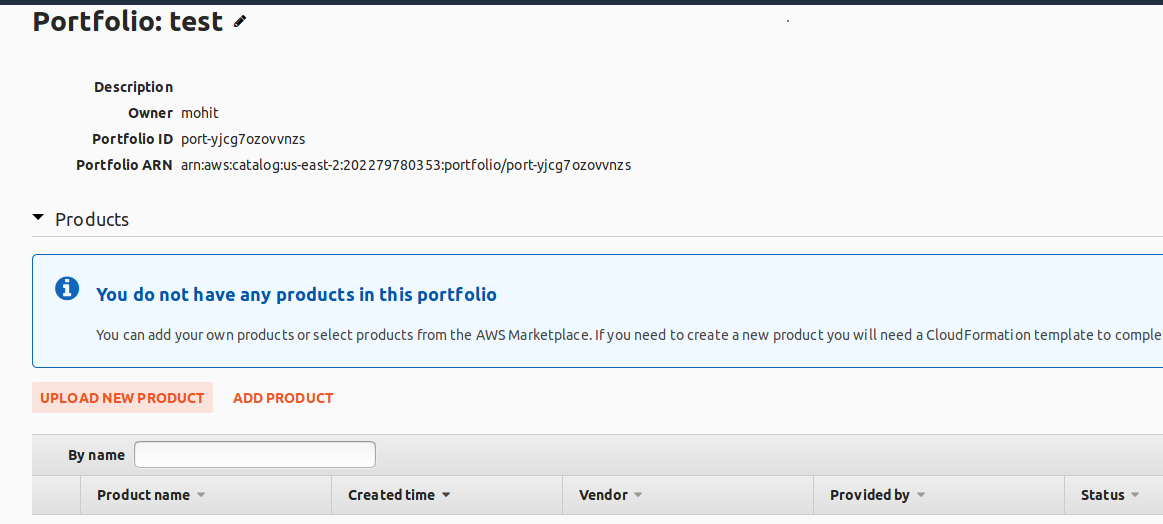 Portfolio: test
Description
Owner mohit
Portfolio ID port-yjcg7ozovvnzs
Portfolio ARN arn:aws:catalog:us-east-2:202279780353:portfolio/port-yjcg7ozovvnzs
Products
You do not have any products in this portfolio
You can add your own products or select products from the AWS Marketplace. If you need to create a new product you will need a CloudFormation template to comple
UPLOAD NEW PRODUCT ADD PRODUCT
By name
Product name Created time Vendor Provided by Status